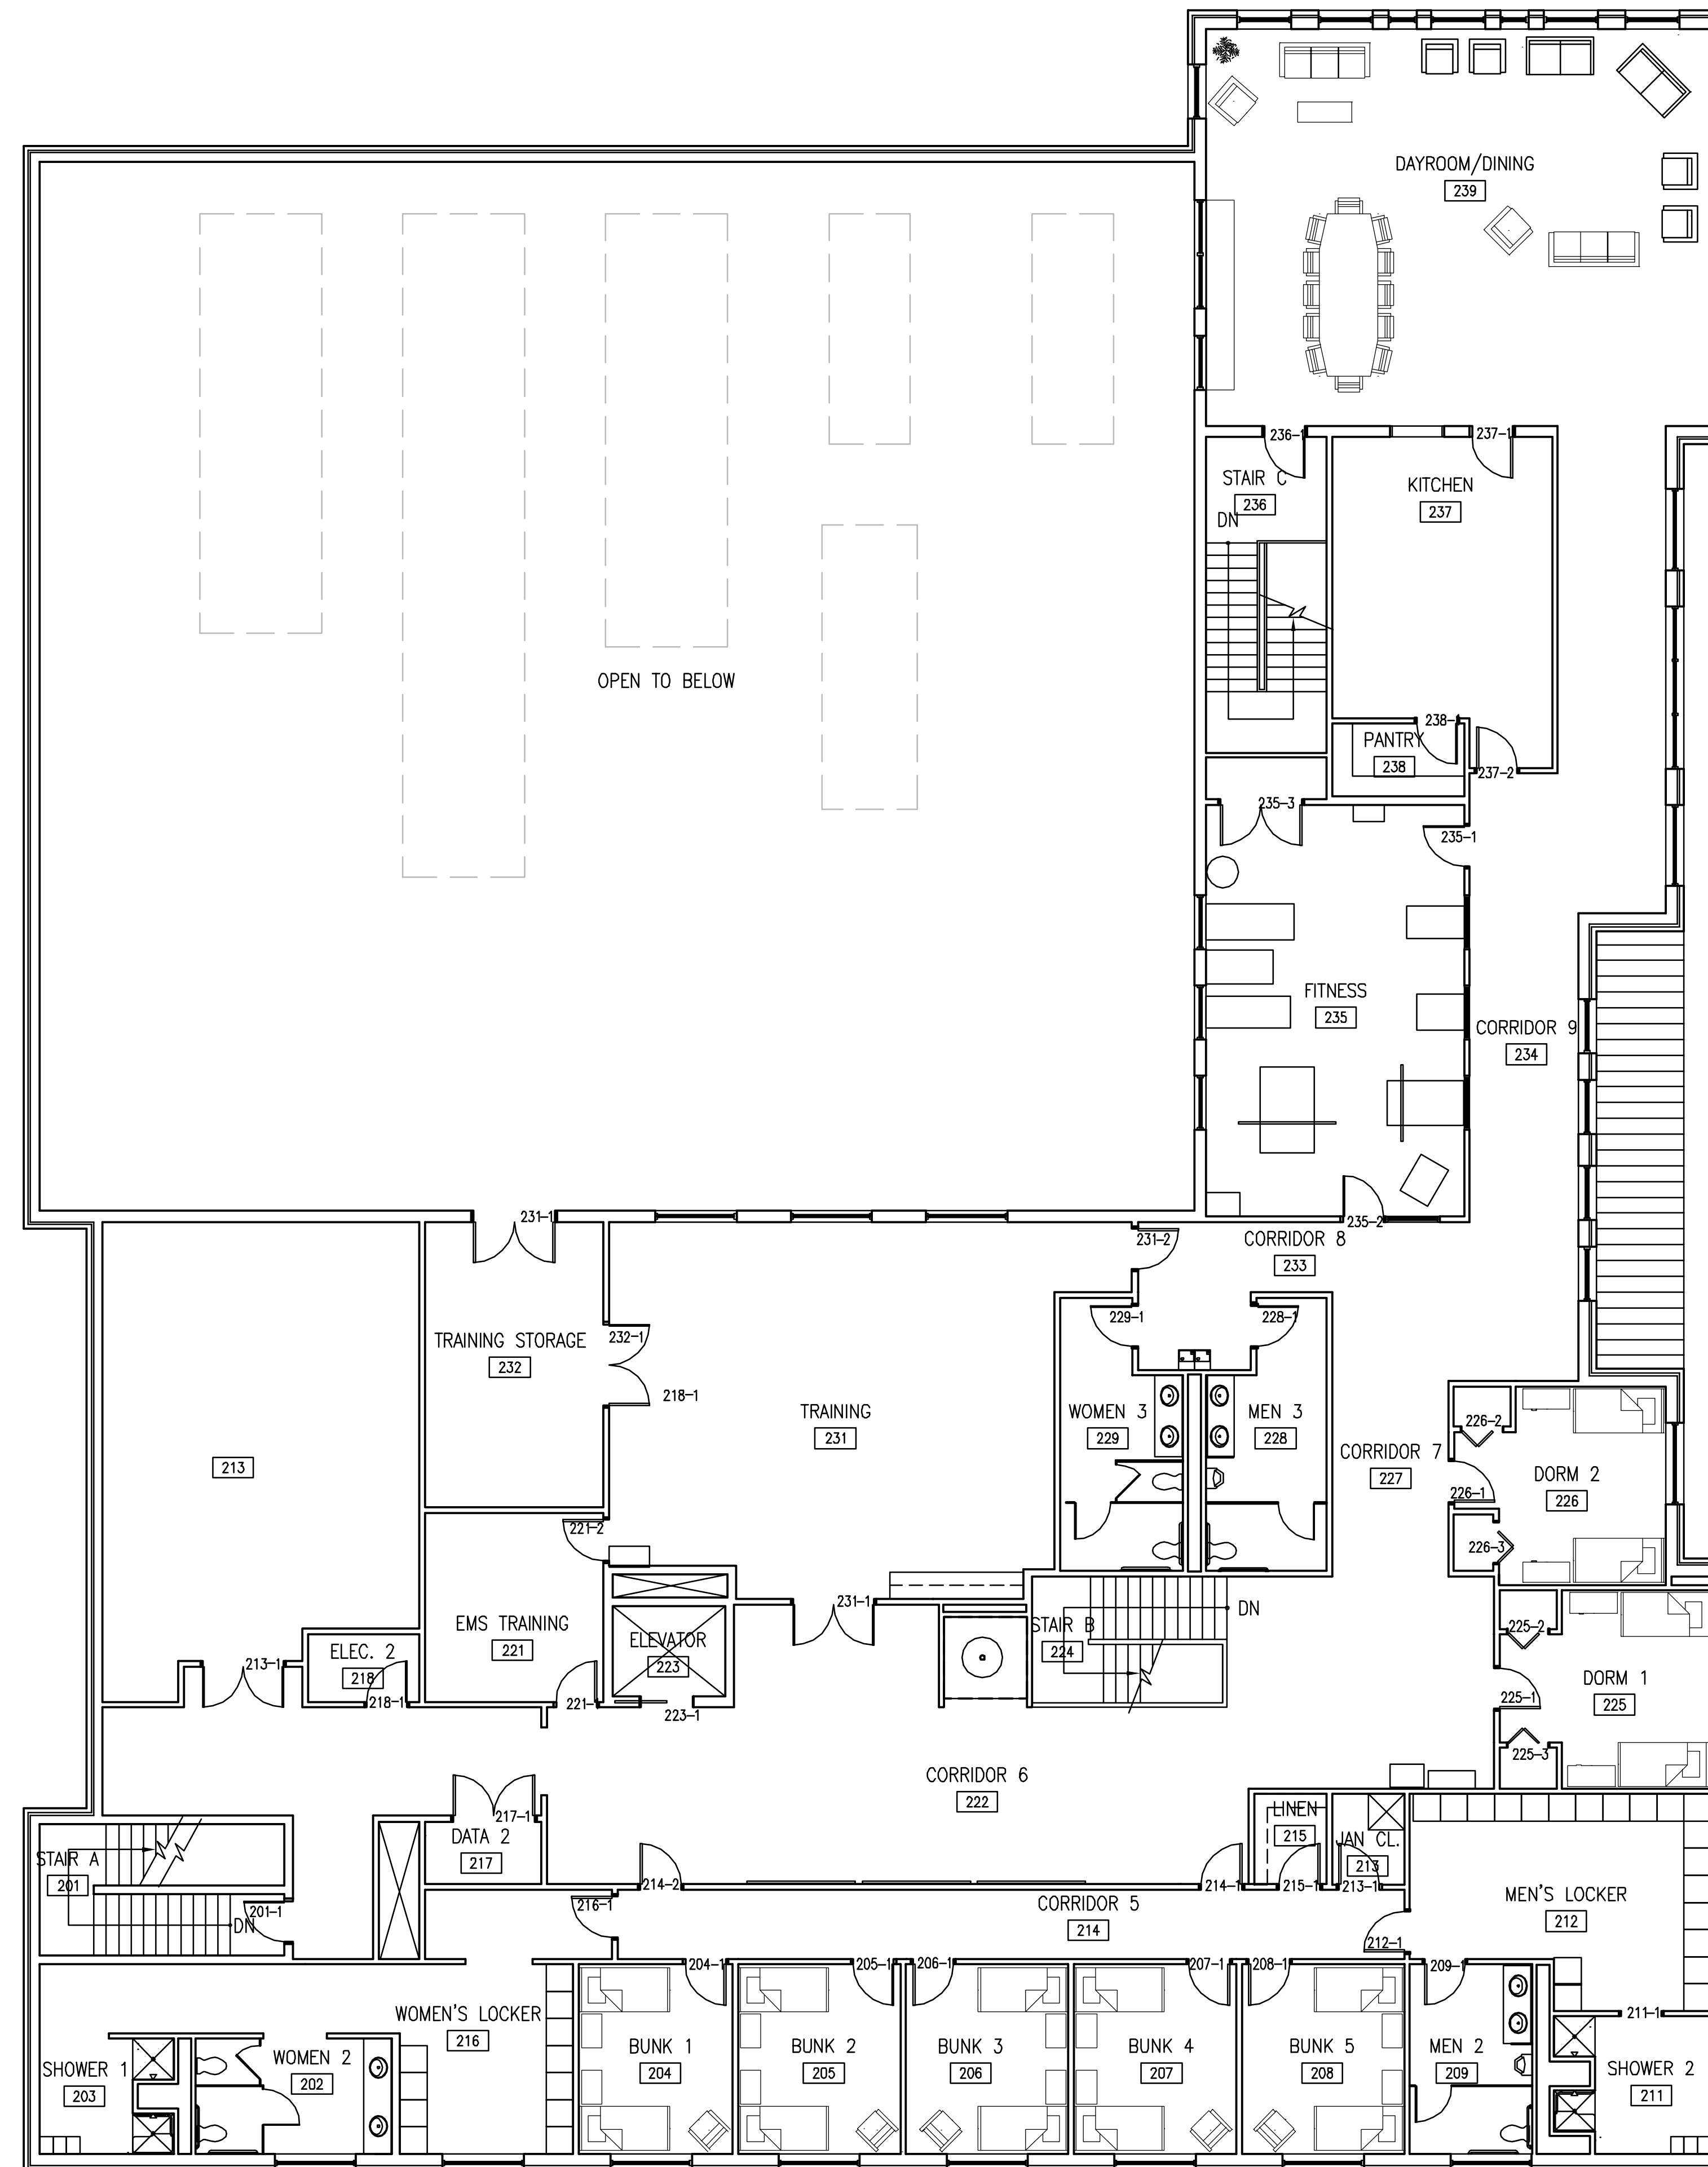 DAYROOM/DINING
239
236-1
237-1
STAIR C
236
DN
KITCHEN
237
OPEN TO BELOW
238-1
PANTRY
238
237-2
235-3
235-1
FITNESS
235
CORRIDOR 9
234
231-1
235-2
231-2
CORRIDOR 8
233
229-1
228-1
TRAINING STORAGE
232
232-1
218-1
TRAINING
231
WOMEN 3
229
MEN 3
228
226-2
CORRIDOR 7
227
213
DORM 2
226
226-1
221-2
226-3
231-1
DN
EMS TRAINING
221
STAIR B
224
225-2
ELEC. 2
218
213-1
ELEVATOR
223
DORM 1
225
218-1
221-1
223-1
225-1
225-3
CORRIDOR 6
222
217-1
DATA 2
217
LINEN
215
JAN CL.
213
STAIR A
201
214-2
214-1
215-1
213-1
MEN'S LOCKER
212
216-1
CORRIDOR 5
214
201-1
DN
212-1
204-1
205-1
206-1
207-1
208-1
209-1
WOMEN'S LOCKER
216
211-1
SHOWER 1
203
WOMEN 2
202
BUNK 1
204
BUNK 2
205
BUNK 3
206
BUNK 4
207
BUNK 5
208
MEN 2
209
SHOWER 2
211